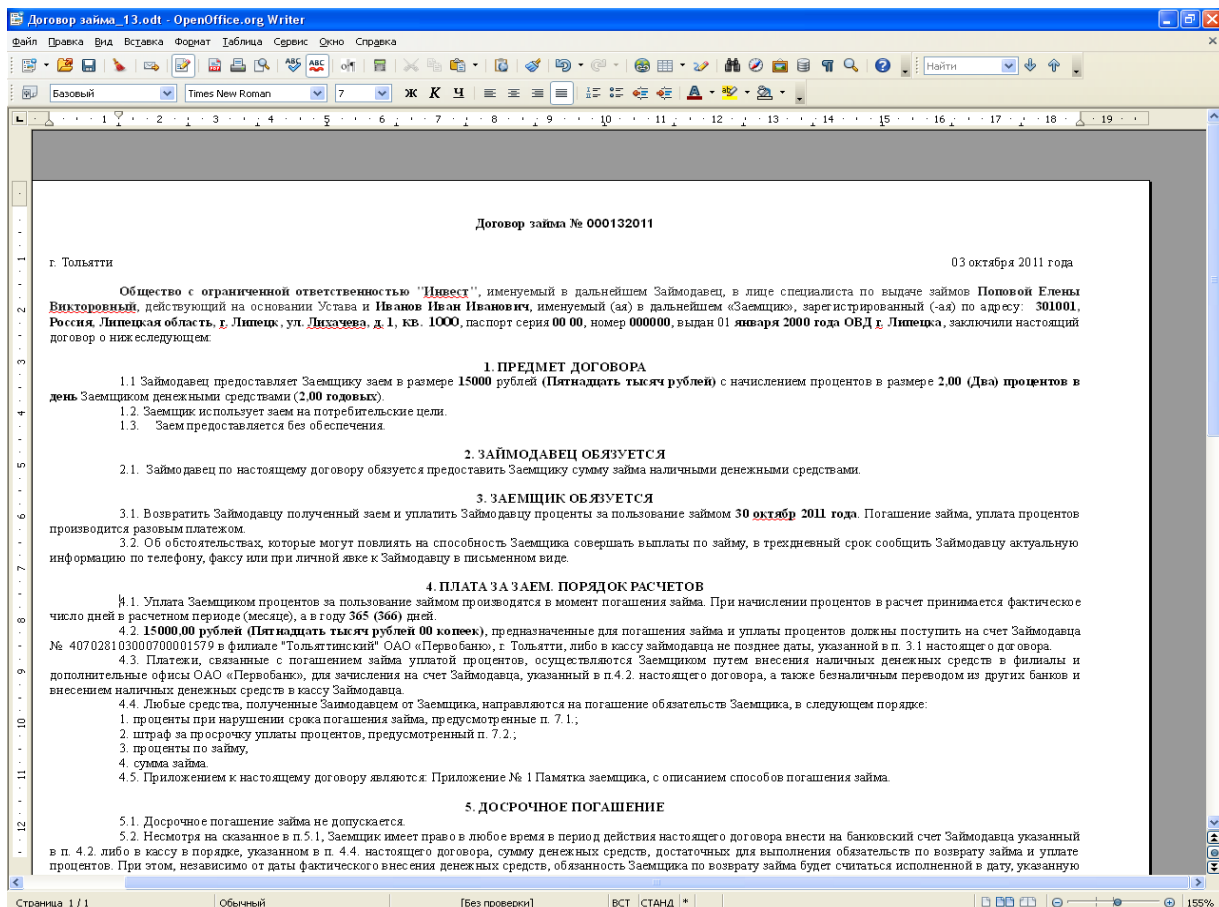 Договор займа_13.odt - OpenOffice.org Writer
Файл Правка Вид Вставка Формат Таблица Сервис Окно Справка
Найти
Базовый Times New Roman 7 Ж К Ч
1 2 3 4 5 6 7 8 9 10 11 12 13 14 15 16 17 18 19
Договор займа № 000132011
г. Тольятти 03 октября 2011 года
Общество с ограниченной ответственностью "Инвест", именуемый в дальнейшем Займодавец, в лице специалиста по выдаче займов Поповой Елены
Викторовный, действующий на основании Устава и Иванов Иван Иванович, именуемый (ая) в дальнейшем «Заемщик», зарегистрированный (-ая) по адресу: 301001,
Россия, Липецкая область, г. Липецк, ул. Лихачева, д. 1, кв. 1000, паспорт серия 00 00, номер 000000, выдан 01 января 2000 года ОВД г. Липецка, заключили настоящий
договор о нижеследующем:
1. ПРЕДМЕТ ДОГОВОРА
1.1 Займодавец предоставляет Заемщику заем в размере 15000 рублей (Пятнадцать тысяч рублей) с начислением процентов в размере 2,00 (Два) процентов в
день Заемщиком денежными средствами (2,00 годовых).
1.2. Заемщик использует заем на потребительские цели.
1.3. Заем предоставляется без обеспечения.
2. ЗАЙМОДАВЕЦ ОБЯЗУЕТСЯ
2.1. Займодавец по настоящему договору обязуется предоставить Заемщику сумму займа наличными денежными средствами.
3. ЗАЕМЩИК ОБЯЗУЕТСЯ
3.1. Возвратить Займодавцу полученный заем и уплатить Займодавцу проценты за пользование займом 30 октябр 2011 года. Погашение займа, уплата процентов
производится разовым платежом.
3.2. Об обстоятельствах, которые могут повлиять на способность Заемщика совершать выплаты по займу, в трехдневный срок сообщить Займодавцу актуальную
информацию по телефону, факсу или при личной явке к Займодавцу в письменном виде.
4. ПЛАТА ЗА ЗАЕМ. ПОРЯДОК РАСЧЕТОВ
4.1. Уплата Заемщиком процентов за пользование займом производятся в момент погашения займа. При начислении процентов в расчет принимается фактическое
число дней в расчетном периоде (месяце), а в году 365 (366) дней.
4.2. 15000,00 рублей (Пятнадцать тысяч рублей 00 копеек), предназначенные для погашения займа и уплаты процентов должны поступить на счет Займодавца
№ 407028103000700001579 в филиале "Тольяттинский" ОАО «Первобанк», г. Тольятти, либо в кассу займодавца не позднее даты, указанной в п. 3.1 настоящего договора.
4.3. Платежи, связанные с погашением займа уплатой процентов, осуществляются Заемщиком путем внесения наличных денежных средств в филиалы и
дополнительные офисы ОАО «Первобанк», для зачисления на счет Займодавца, указанный в п.4.2. настоящего договора, а также безналичным переводом из других банков и
внесением наличных денежных средств в кассу Займодавца.
4.4. Любые средства, полученные Заимодавцем от Заемщика, направляются на погашение обязательств Заемщика, в следующем порядке:
1. проценты при нарушении срока погашения займа, предусмотренные п. 7.1.;
2. штраф за просрочку уплаты процентов, предусмотренный п. 7.2.;
3. проценты по займу,
4. сумма займа.
4.5. Приложением к настоящему договору являются: Приложение № 1 Памятка заемщика, с описанием способов погашения займа.
5. ДОСРОЧНОЕ ПОГАШЕНИЕ
5.1. Досрочное погашение займа не допускается.
5.2. Несмотря на сказанное в п.5.1, Заемщик имеет право в любое время в период действия настоящего договора внести на банковский счет Займодавца указанный
в п. 4.2. либо в кассу в порядке, указанном в п. 4.4. настоящего договора, сумму денежных средств, достаточных для выполнения обязательств по возврату займа и уплате
процентов. При этом, независимо от даты фактического внесения денежных средств, обязанность Заемщика по возврату займа будет считаться исполненной в дату, указанную
Страница 1 / 1 Обычный [Без проверки] ВСТ СТАНД * 155%